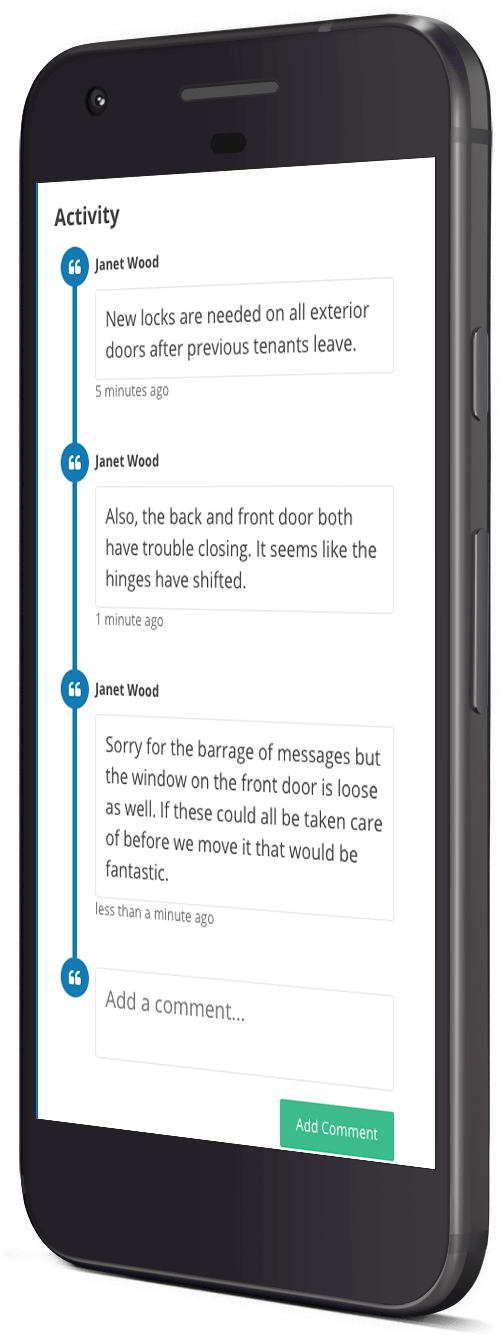 Activity
Janet Wood
New locks are needed on all exterior
doors after previous tenants leave.
5 minutes ago
Janet Wood
Also, the back and front door both
have trouble closing. It seems like the
hinges have shifted.
1 minute ago
Janet Wood
Sorry for the barrage of messages but
the window on the front door is loose
as well. If these could all be taken care
of before we move it that would be
fantastic.
less than a minute ago
Add a comment...
Add Comment